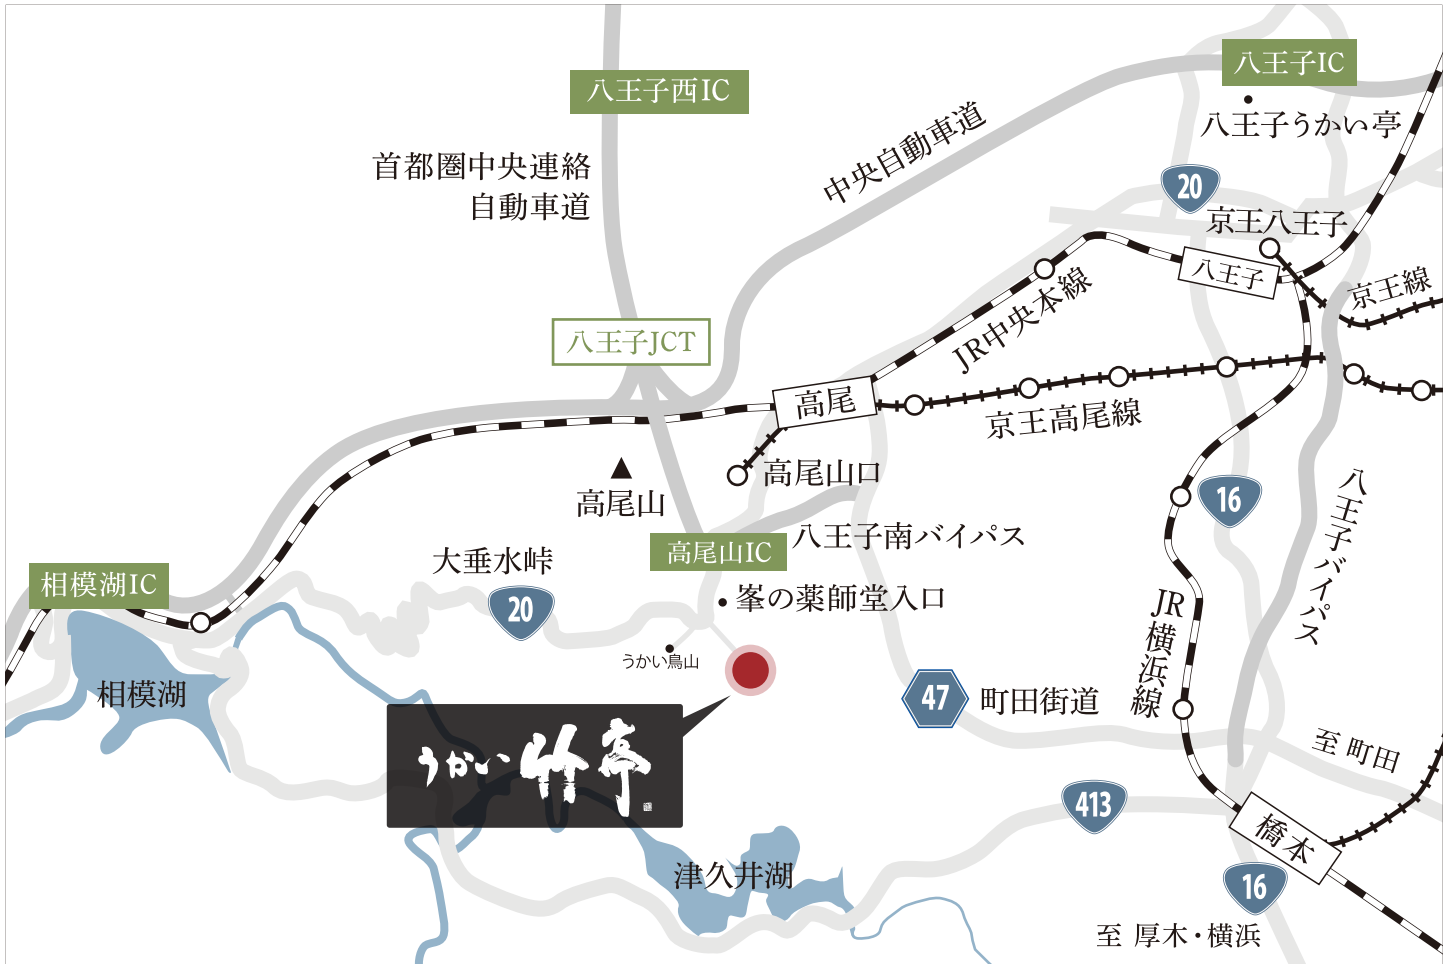 八王子IC
八王子西IC
八王子うかい亭
首都圏中央連絡
自動車道
中央自動車道
20
京王八王子
八王子
京王線
JR中央本線
八王子JCT
高尾
京王高尾線
高尾山口
高尾山
16
八王子バイパス
八王子南バイパス
高尾山IC
大垂水峠
相模湖IC
20
峯の薬師堂入口
JR横浜線
うかい鳥山
相模湖
47
町田街道
うかい竹亭
至 町田
413
橋本
津久井湖
16
至 厚木・横浜